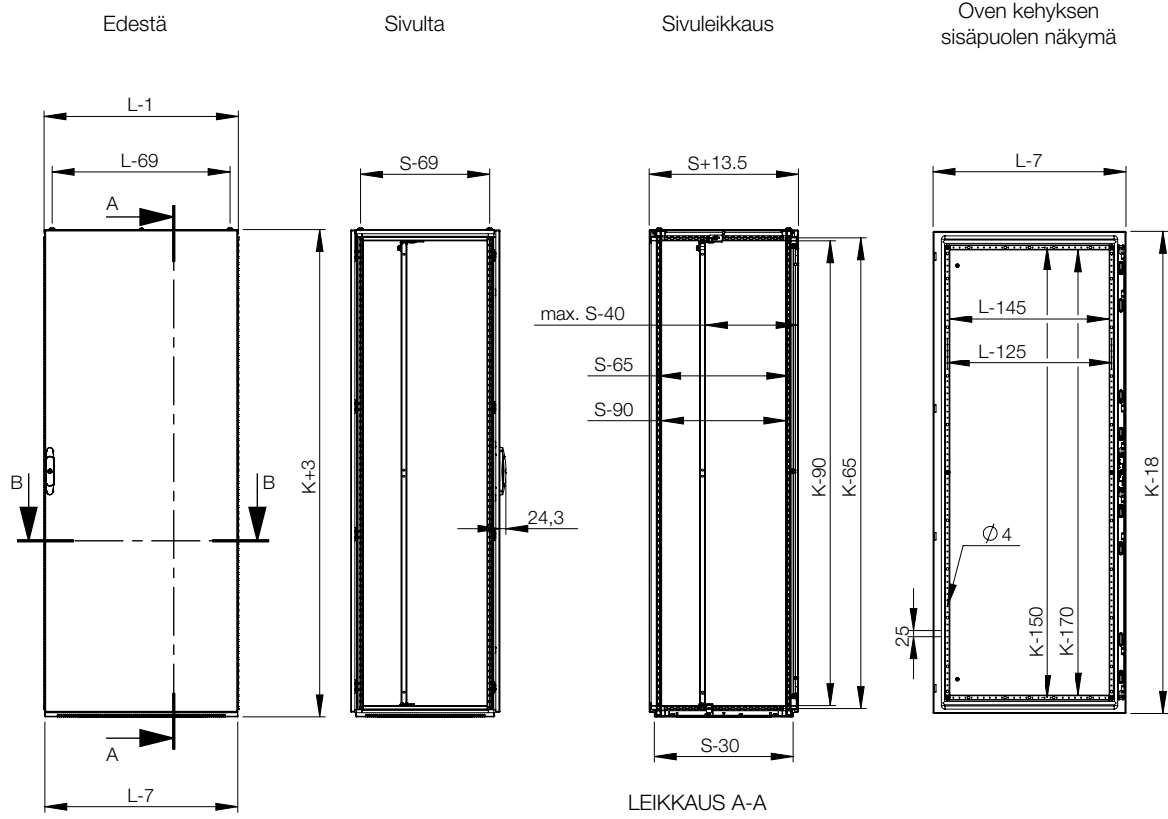 Edestä
Sivulta
Sivuleikkaus
Oven kehyksen
sisäpuolen näkymä
L-1
L-69
A
B
B
K+3
A
L-7
S-69
24,3
S+13.5
max. S-40
S-65
S-90
K-90
K-65
S-30
LEIKKAUS A-A
L-7
L-145
L-125
K-18
Ø 4
25
K-150
K-170